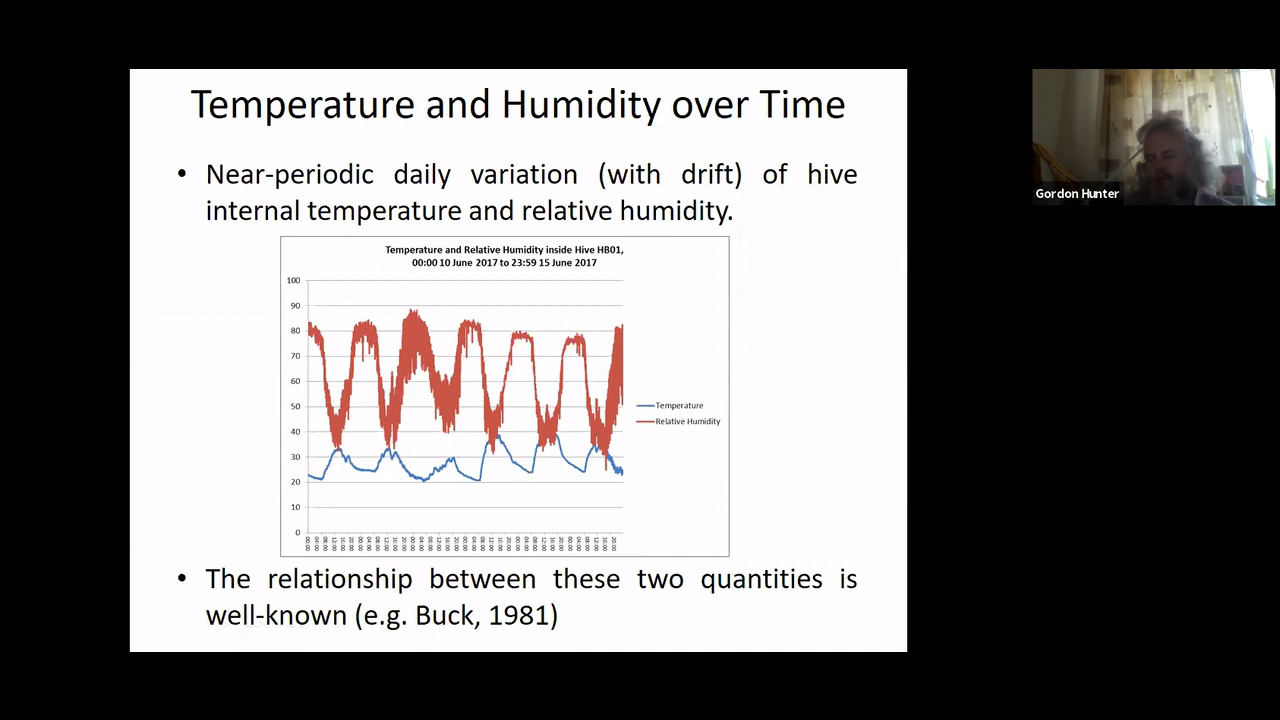 Temperature and Humidity over Time
• Near-periodic daily variation (with drift) of hive
internal temperature and relative humidity.
Temperature and Relative Humidity inside Hive HB01,
00:00 10 June 2017 to 23:59 15 June 2017
100
90
80
70
60
50
40
30
20
10
0
Temperature
Relative Humidity
• The relationship between these two quantities is
well-known (e.g. Buck, 1981)
Gordon Hunter